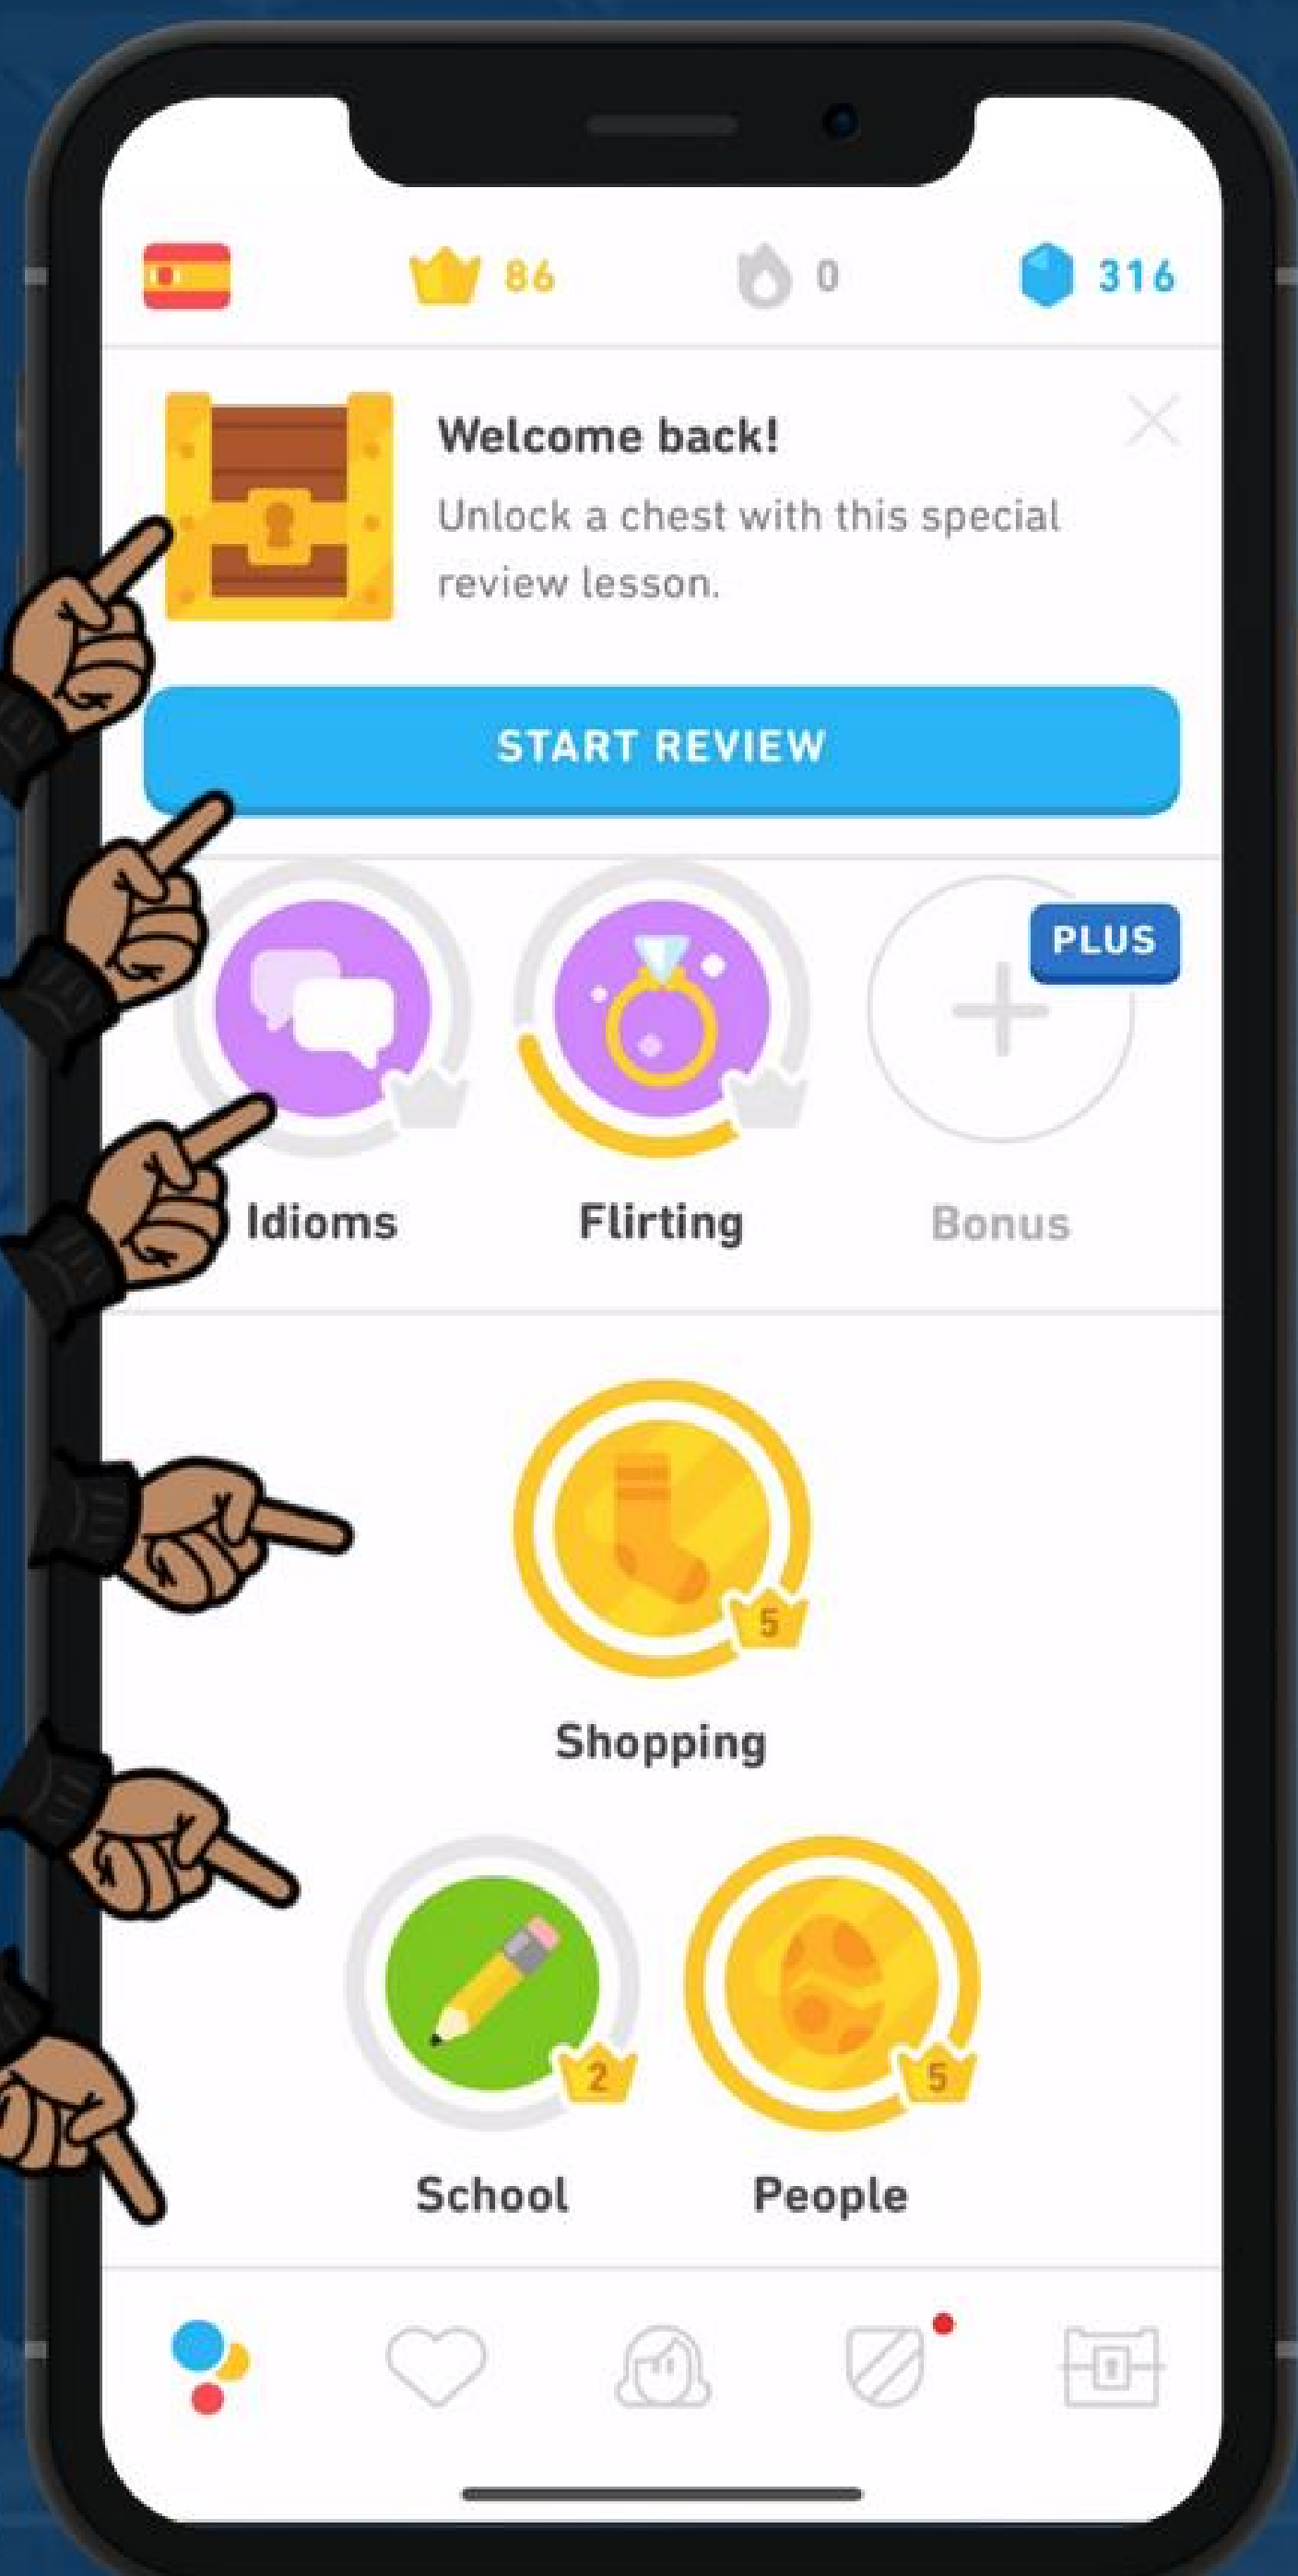 86 0 316
Welcome back!
Unlock a chest with this special
review lesson.
START REVIEW
PLUS
Idioms Flirting Bonus
5
Shopping
2 5
School People